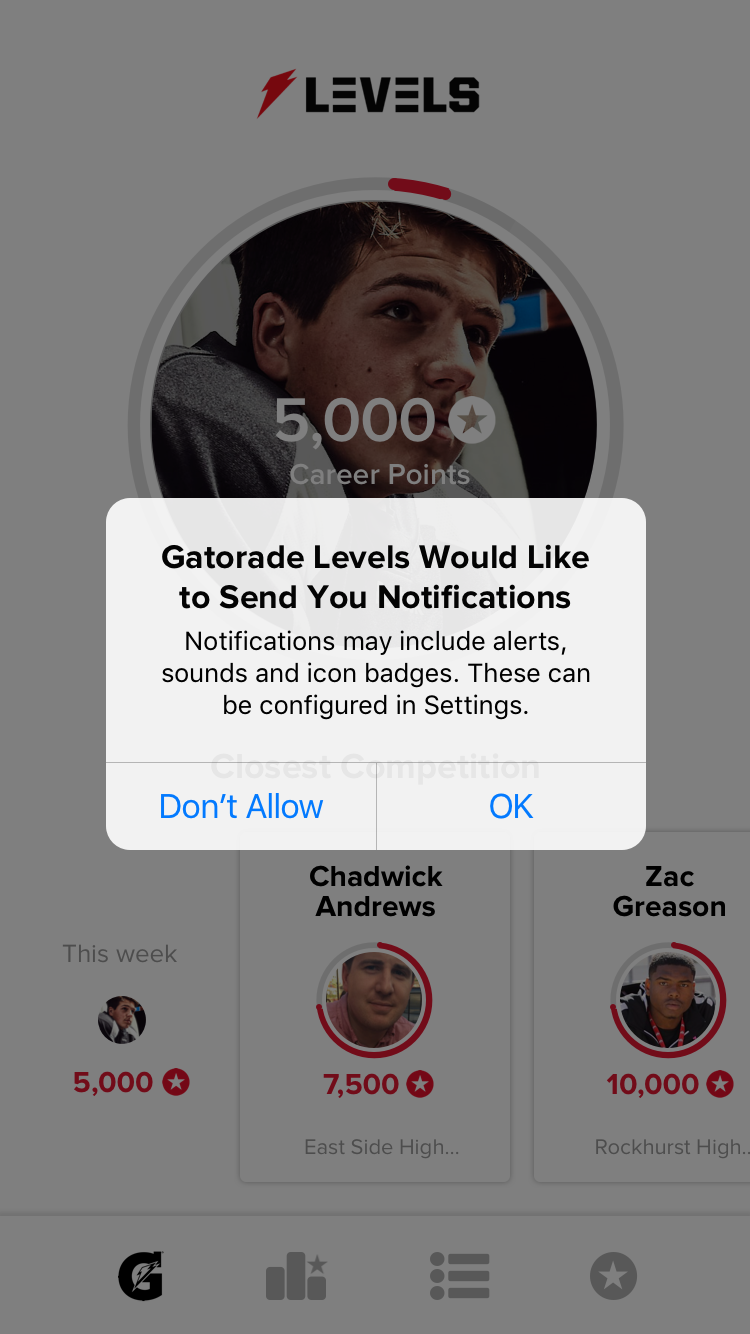 LEVELS
5,000
Career Points
Gatorade Levels Would Like
to Send You Notifications
Notifications may include alerts,
sounds and icon badges. These can
be configured in Settings.
Closest Competition
Don’t Allow
OK
This week
5,000
Chadwick
Andrews
7,500
East Side High...
Zac
Greason
10,000
Rockhurst High..
G